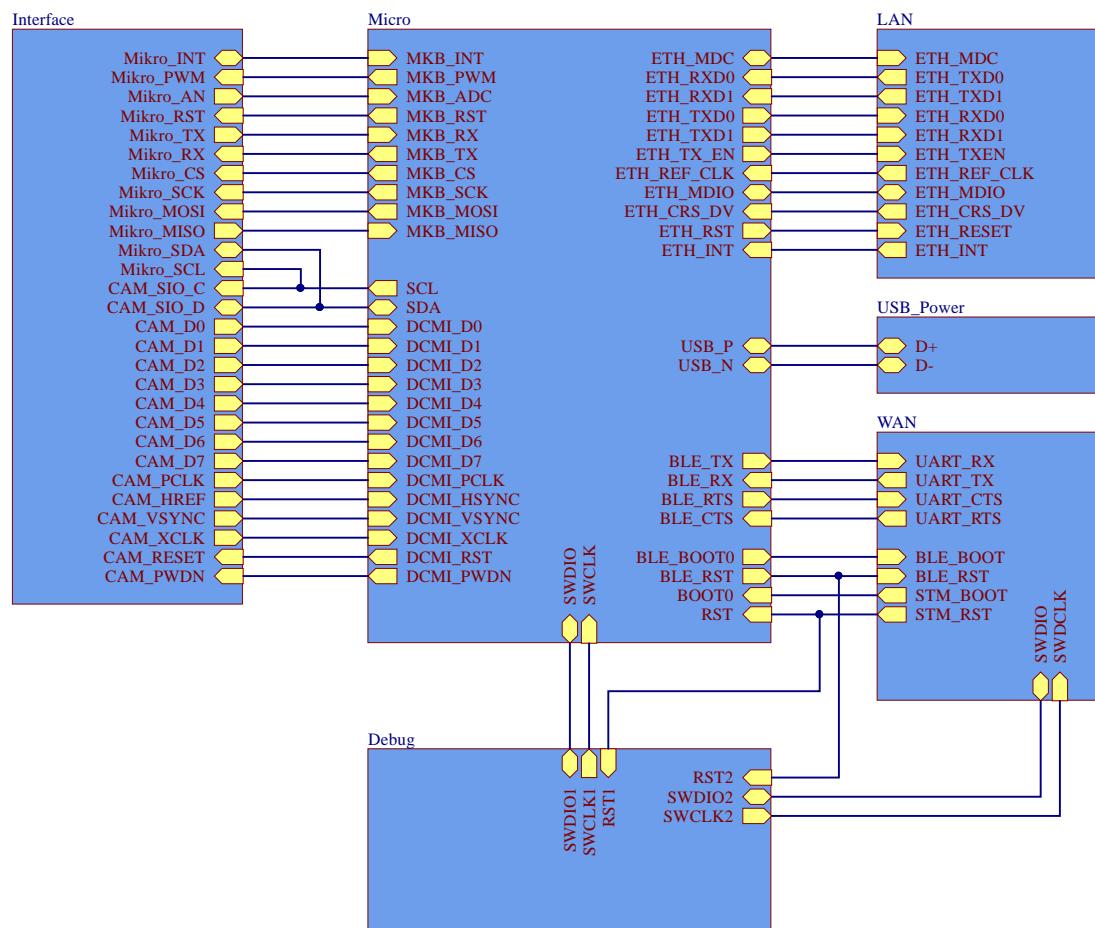 Interface
Mikro_INT
Mikro_PWM
Mikro_AN
Mikro_RST
Mikro_TX
Mikro_RX
Mikro_CS
Mikro_SCK
Mikro_MOSI
Mikro_MISO
Mikro_SDA
Mikro_SCL
CAM_SIO_C
CAM_SIO_D
CAM_D0
CAM_D1
CAM_D2
CAM_D3
CAM_D4
CAM_D5
CAM_D6
CAM_D7
CAM_PCLK
CAM_HREF
CAM_VSYNC
CAM_XCLK
CAM_RESET
CAM_PWDN
Micro
MKB_INT
MKB_PWM
MKB_ADC
MKB_RST
MKB_RX
MKB_TX
MKB_CS
MKB_SCK
MKB_MOSI
MKB_MISO
SCL
SDA
DCMI_D0
DCMI_D1
DCMI_D2
DCMI_D3
DCMI_D4
DCMI_D5
DCMI_D6
DCMI_D7
DCMI_PCLK
DCMI_HSYNC
DCMI_VSYNC
DCMI_XCLK
DCMI_RST
DCMI_PWDN
SWDIO
SWCLK
ETH_MDC
ETH_RXD0
ETH_RXD1
ETH_TXD0
ETH_TXD1
ETH_TX_EN
ETH_REF_CLK
ETH_MDIO
ETH_CRS_DV
ETH_RST
ETH_INT
USB_P
USB_N
BLE_TX
BLE_RX
BLE_RTS
BLE_CTS
BLE_BOOT0
BLE_RST
BOOT0
RST
LAN
ETH_MDC
ETH_TXD0
ETH_TXD1
ETH_RXD0
ETH_RXD1
ETH_TXEN
ETH_REF_CLK
ETH_MDIO
ETH_CRS_DV
ETH_RESET
ETH_INT
USB_Power
D+
D-
WAN
UART_RX
UART_TX
UART_CTS
UART_RTS
BLE_BOOT
BLE_RST
STM_BOOT
STM_RST
SWDIO
SWDCLK
Debug
SWDIO1
SWCLK1
RST1
RST2
SWDIO2
SWCLK2